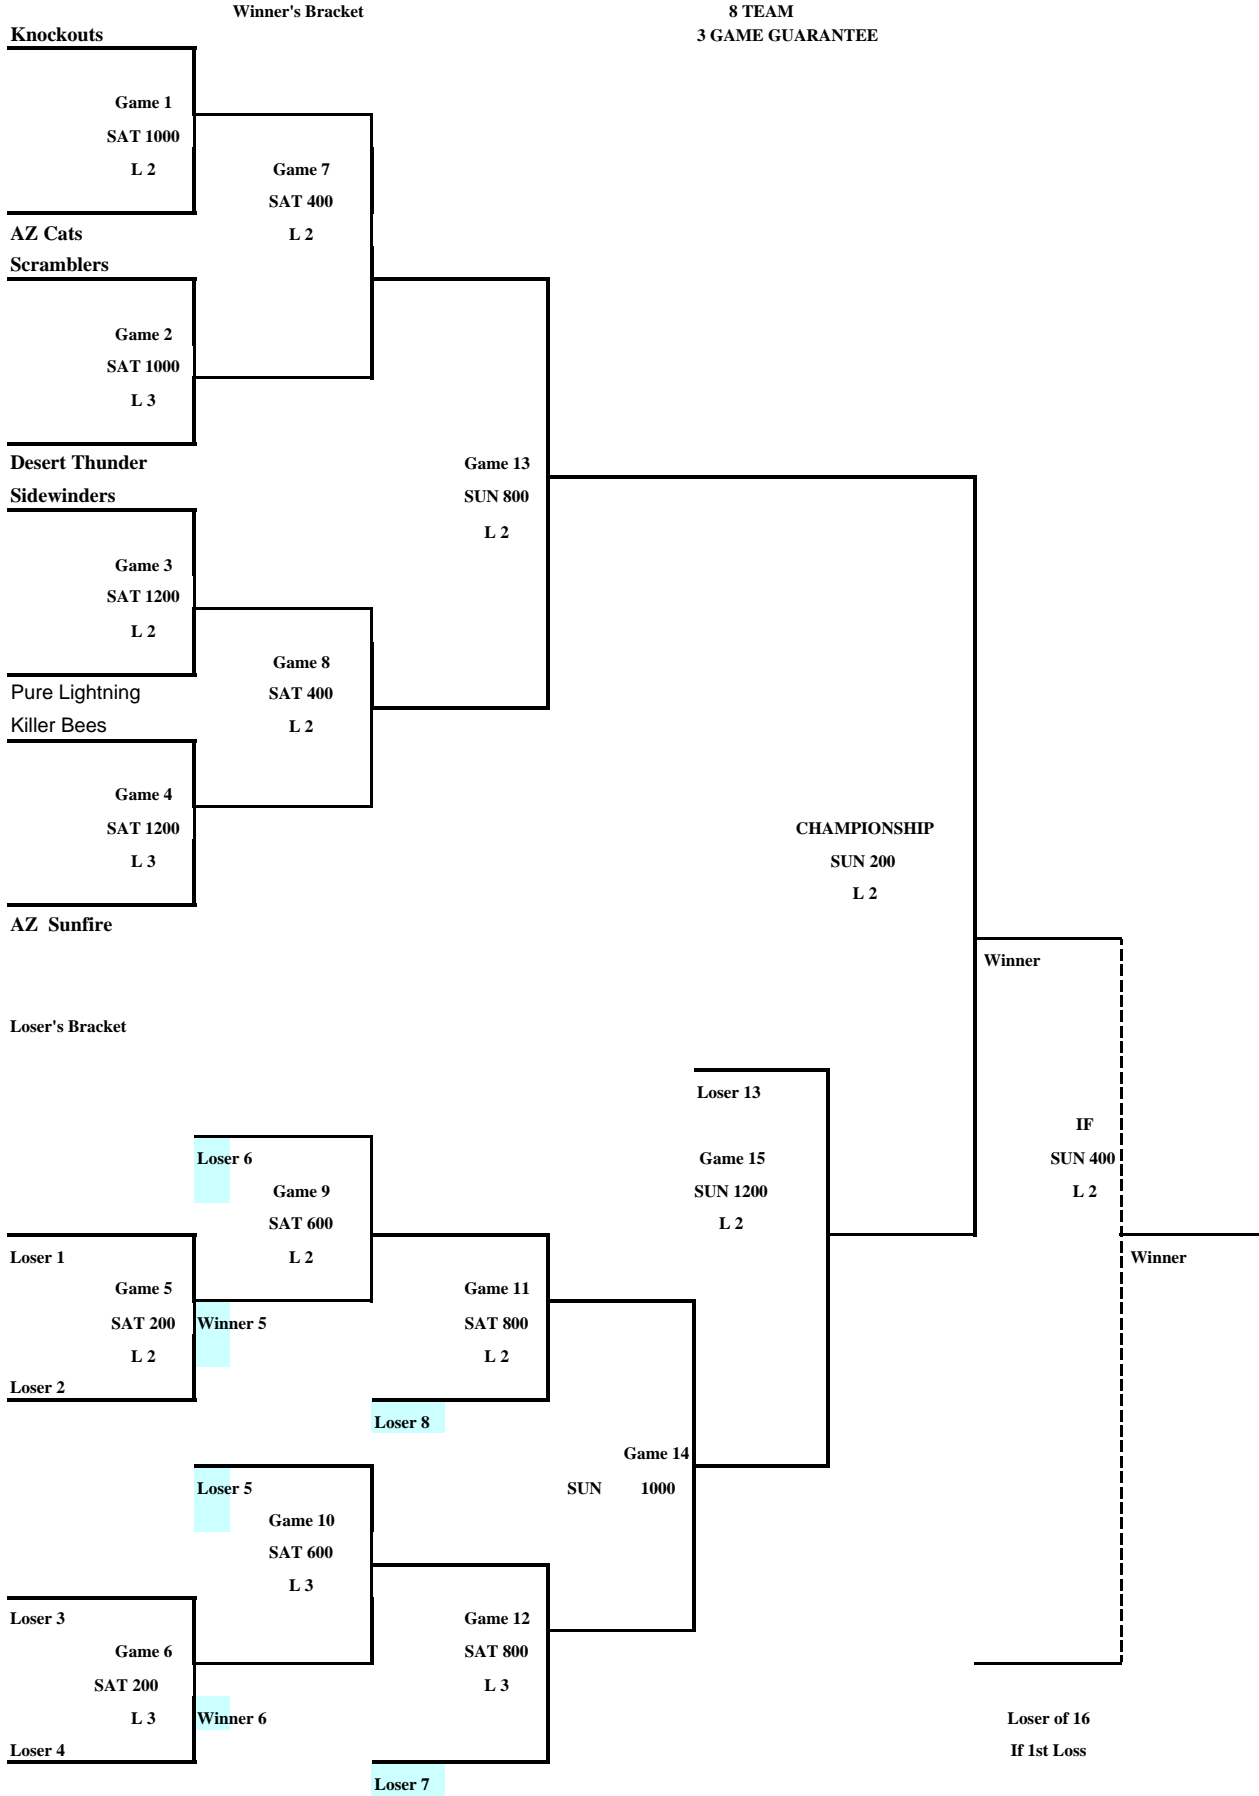 Winner's Bracket
8 TEAM
3 GAME GUARANTEE
Knockouts
Game 1
SAT 1000
L 2
AZ Cats
Game 7
SAT 400
L 2
Scramblers
Game 2
SAT 1000
L 3
Desert Thunder
Game 13
SUN 800
L 2
Sidewinders
Game 3
SAT 1200
L 2
Pure Lightning
Game 8
SAT 400
L 2
Killer Bees
Game 4
SAT 1200
L 3
AZ Sunfire
CHAMPIONSHIP
SUN 200
L 2
Winner
Loser's Bracket
Loser 13
Game 15
SUN 1200
L 2
IF
SUN 400
L 2
Winner
Loser 6
Game 9
SAT 600
L 2
Loser 1
Game 5
SAT 200
L 2
Loser 2
Winner 5
Game 11
SAT 800
L 2
Loser 8
Game 14
SUN 1000
Loser 5
Game 10
SAT 600
L 3
Loser 3
Game 6
SAT 200
L 3
Loser 4
Winner 6
Game 12
SAT 800
L 3
Loser 7
Loser of 16
If 1st Loss